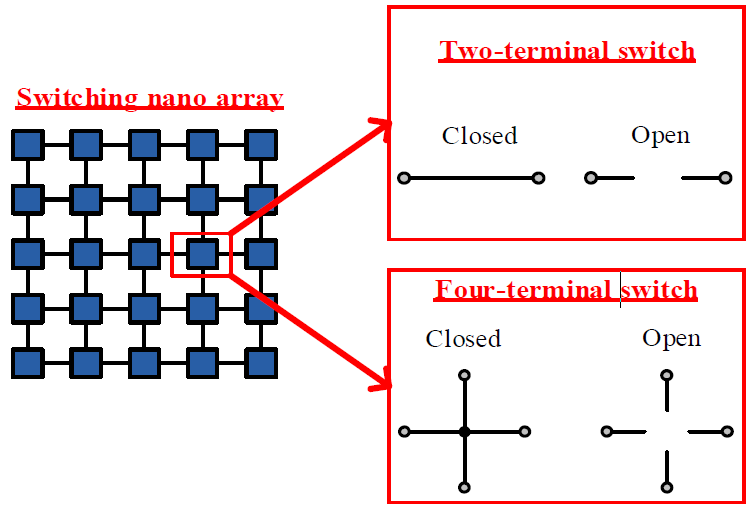 Switching nano array
Two-terminal switch
Closed
Open
Four-terminal switch
Closed
Open